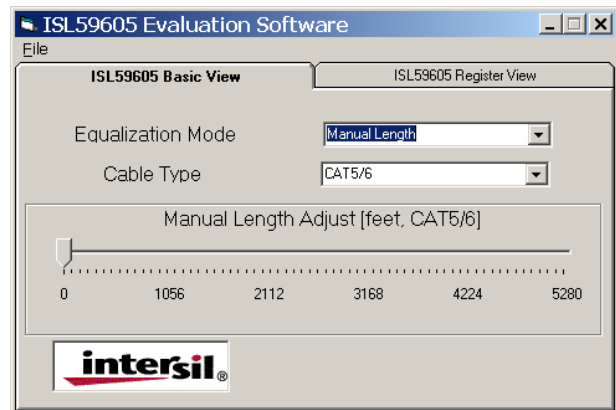 ISL59605 Evaluation Software
File
ISL59605 Basic View ISL59605 Register View
Equalization Mode Manual Length
Cable Type CAT5/6
Manual Length Adjust [feet, CAT5/6]
0 1056 2112 3168 4224 5280
intersil®